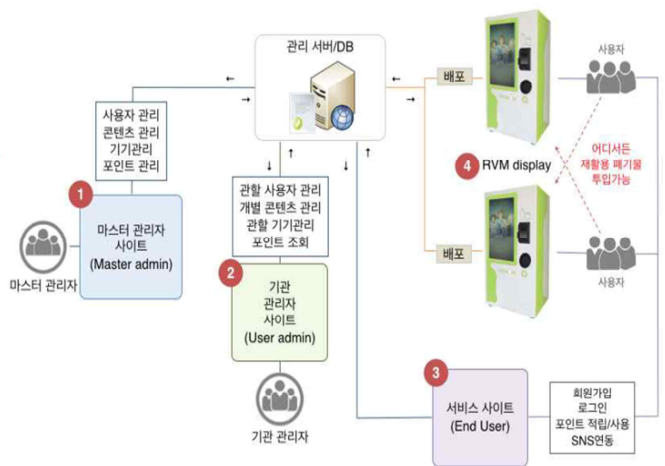 관리 서버/DB
사용자 관리
콘텐츠 관리
기기관리
포인트 관리
1
마스터 관리자
사이트
(Master admin)
마스터 관리자
관할 사용자 관리
개별 콘텐츠 관리
관할 기기관리
포인트 조회
2
기관
관리자
사이트
(User admin)
기관 관리자
배포
4 RVM display
배포
사용자
어디서든
재활용 폐기물
투입가능
사용자
3
서비스 사이트
(End User)
회원가입
로그인
포인트 적립/사용
SNS연동